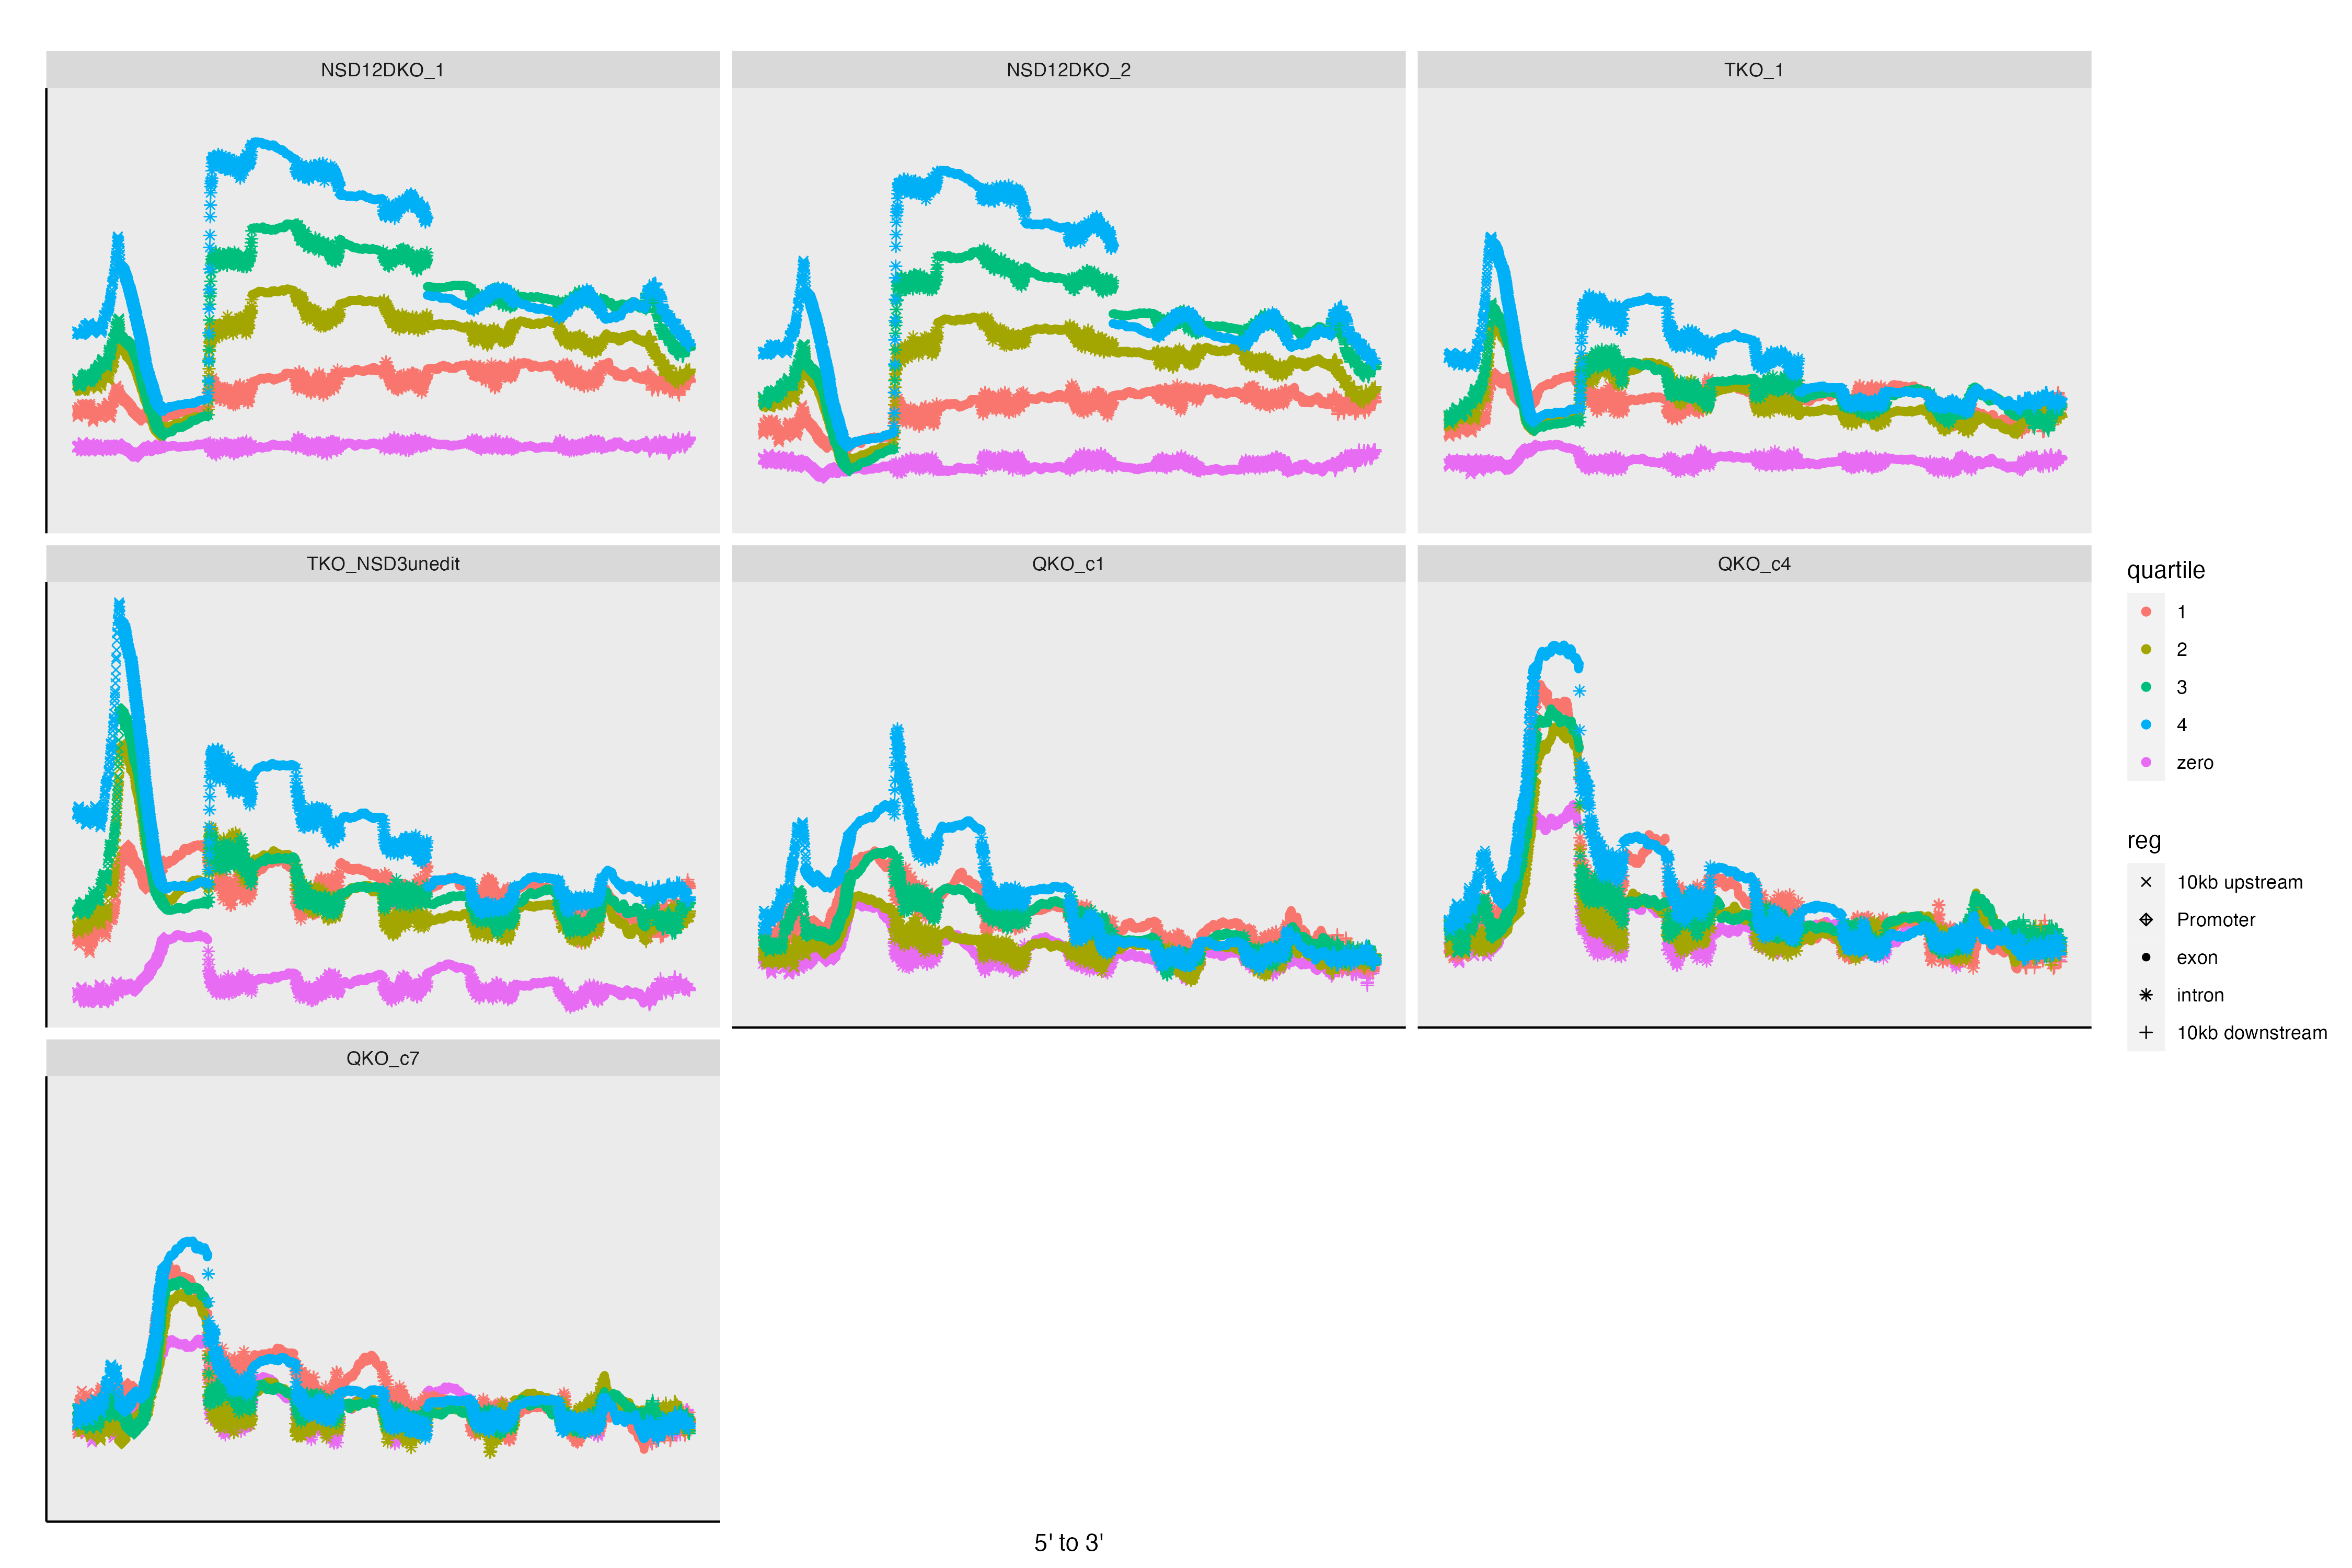 NSD12DKO_1
NSD12DKO_2
TKO_1
TKO_NSD3unedit
QKO_c1
QKO_c4
QKO_c7
5' to 3'
quartile
1
2
3
4
zero
reg
10kb upstream
Promoter
exon
intron
10kb downstream